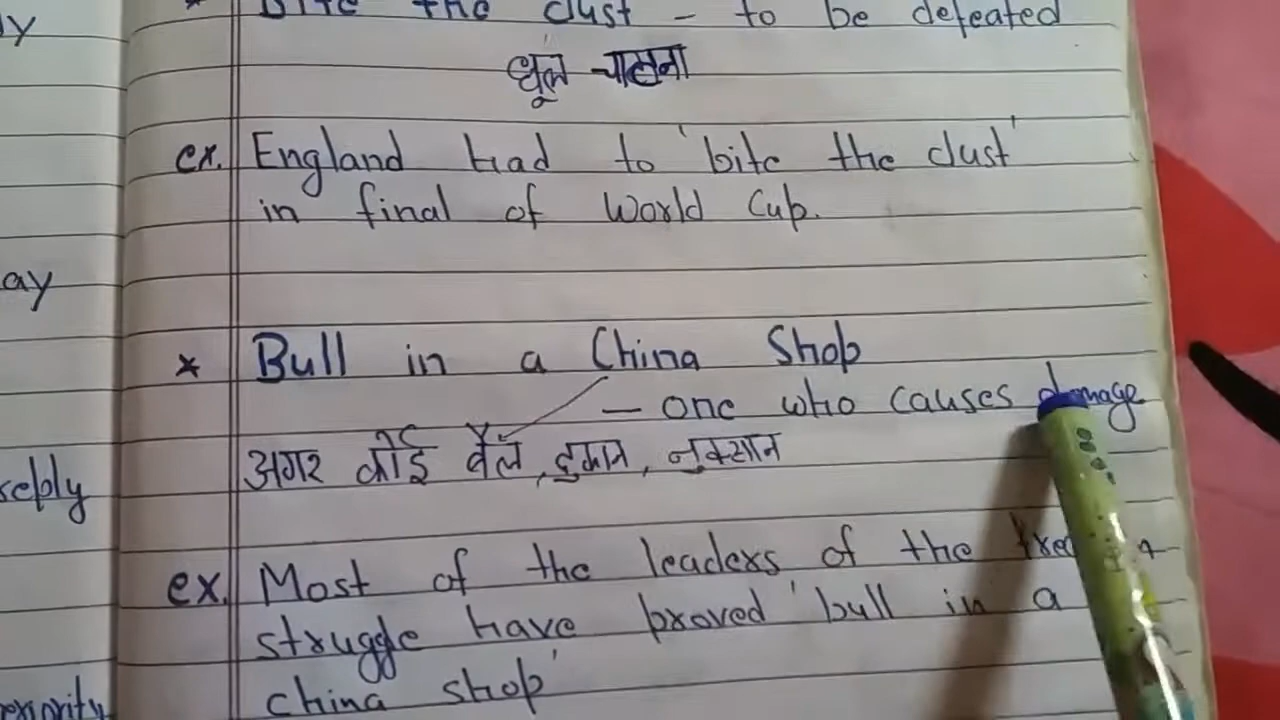 * Bite the dust - to be defeated
धूल चाटना
ex. England had to 'bite the dust'
in final of World Cup.
* Bull in a China Shop
- one who causes damage
अगर कोई बैल, दुकान, नुक्सान
ex. Most of the leaders of the
struggle have proved 'bull in a
china shop'
ay
seply